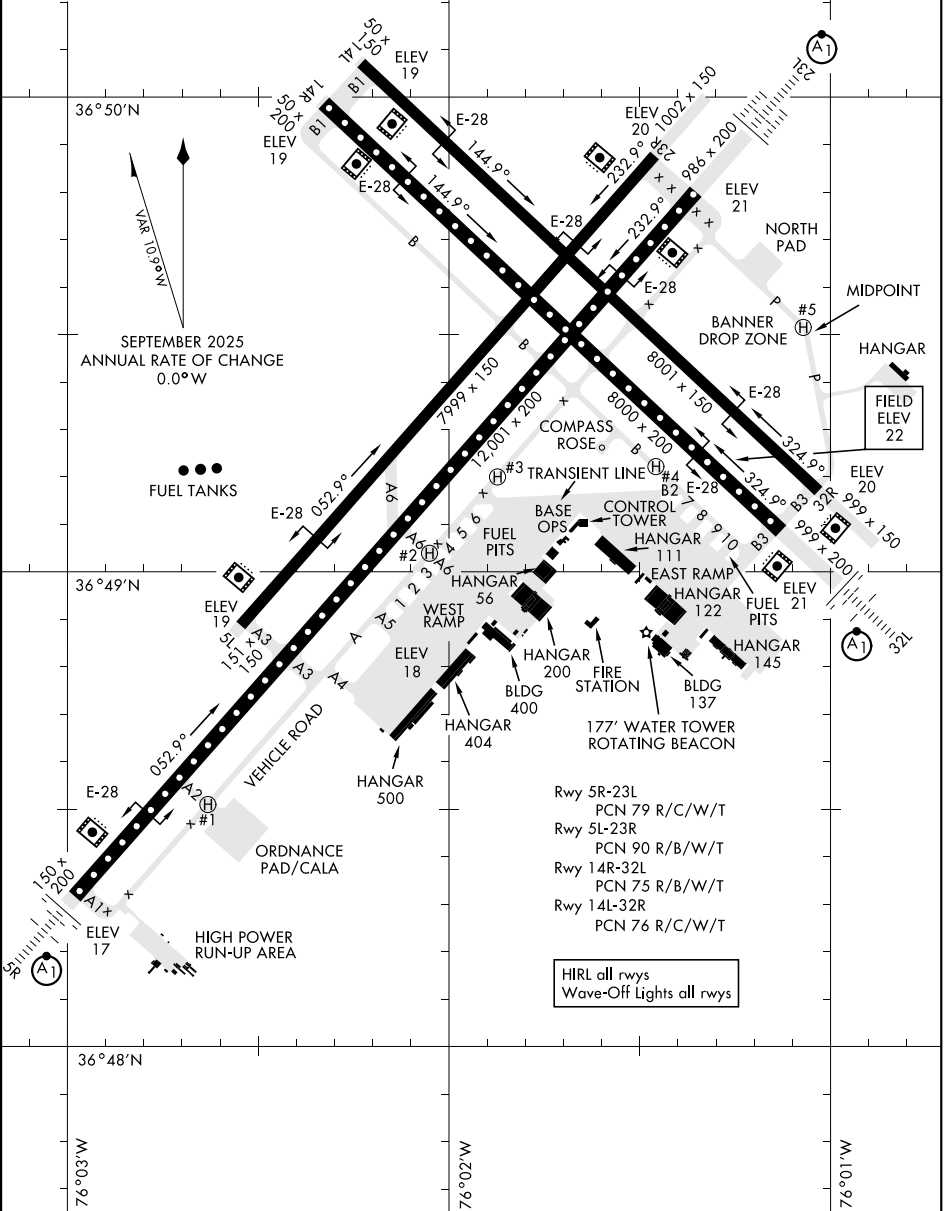 50 x
150
14L
ELEV
19
A1
23L
36°50'N
50 x
200
14R
B1
B1
ELEV
19
E-28
144.9°
E-28
144.9°
ELEV
20
1002 x 150
23R
232.9°
986 x 200
ELEV
21
232.9°
E-28
E-28
VAR 10.9° W
B
B
NORTH
PAD
P
#5
H
MIDPOINT
BANNER
DROP ZONE
P
HANGAR
SEPTEMBER 2025
ANNUAL RATE OF CHANGE
0.0° W
FIELD
ELEV
22
7999 x 150
12,001 x 200
8001 x 150
8000 x 200
E-28
COMPASS
ROSE
B
H
#4
B2
E-28
324.9°
324.9°
ELEV
20
32R
999 x 150
B3
B3
999 x 200
ELEV
21
A1
32L
FUEL TANKS
052.9°
E-28
A6
H
#3
TRANSIENT LINE
BASE
OPS
CONTROL
TOWER
7
8
9
10
A6
#2
H
A6
1
2
3
4
5
6
FUEL
PITS
HANGAR
111
EAST RAMP
HANGAR
122
FUEL
PITS
HANGAR
56
36°49'N
ELEV
19
5L
151 x
150
A3
A3
A
A4
A5
WEST
RAMP
ELEV
18
HANGAR
200
FIRE
STATION
HANGAR
145
BLDG
137
BLDG
400
HANGAR
404
HANGAR
500
177' WATER TOWER
ROTATING BEACON
VEHICLE ROAD
052.9°
E-28
A2
H
#1
ORDNANCE
PAD/CALA
150 x
200
A1
ELEV
17
5R
A1
HIGH POWER
RUN-UP AREA
Rwy 5R-23L
PCN 79 R/C/W/T
Rwy 5L-23R
PCN 90 R/B/W/T
Rwy 14R-32L
PCN 75 R/B/W/T
Rwy 14L-32R
PCN 76 R/C/W/T
HIRL all rwys
Wave-Off Lights all rwys
36°48'N
76°03'W
76°02'W
76°01'W